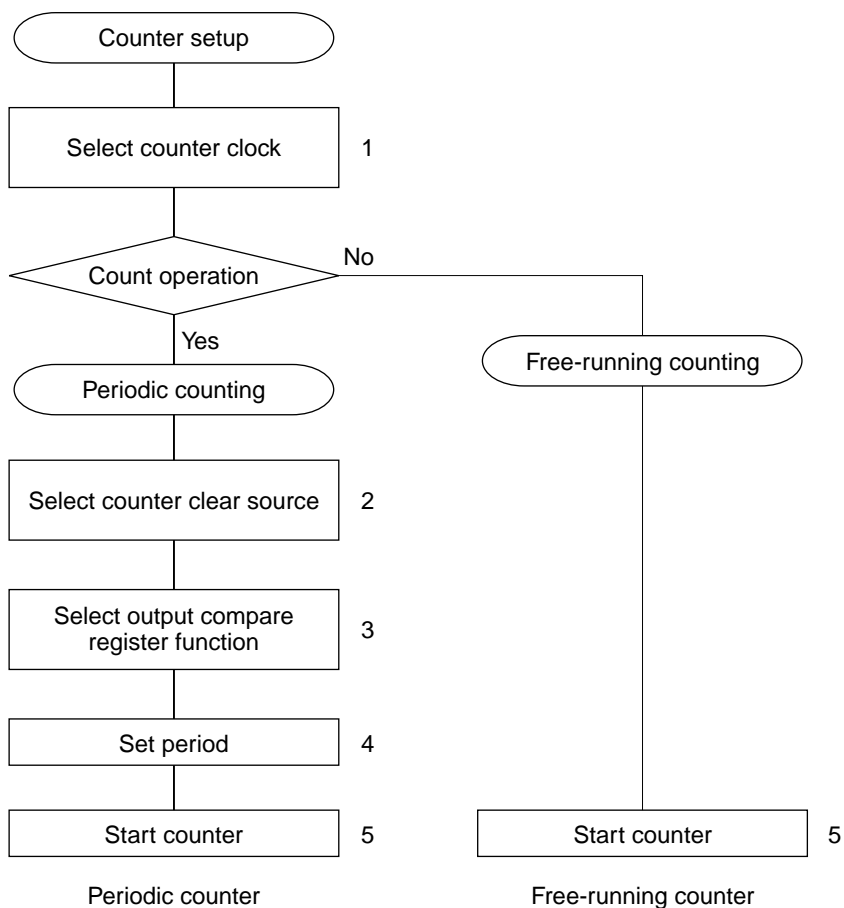 Counter setup
Select counter clock
1
Count operation
No
Yes
Free-running counting
Periodic counting
Select counter clear source
2
Select output compare
register function
3
Set period
4
Start counter
5
Start counter
5
Periodic counter
Free-running counter